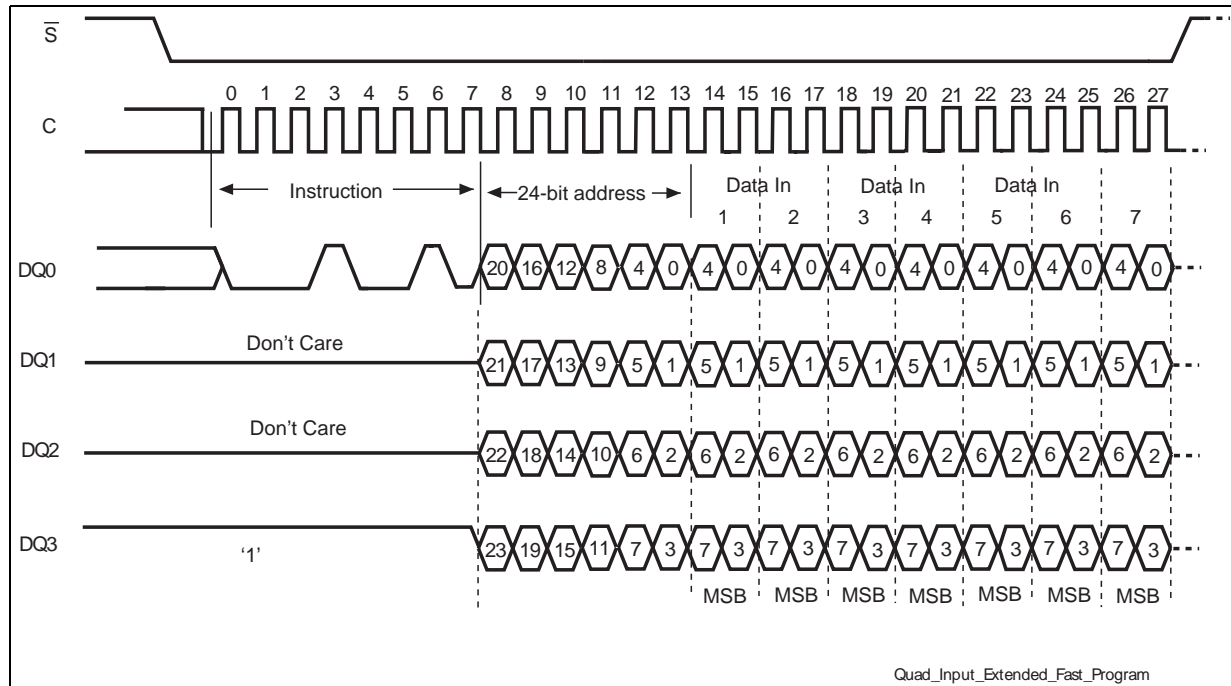 S
0 1 2 3 4 5 6 7 8 9 10 11 12 13 14 15 16 17 18 19 20 21 22 23 24 25 26 27
C
Instruction 24-bit address Data In Data In Data In
1 2 3 4 5 6 7
DQ0 20 16 12 8 4 0 4 0 4 0 4 0 4 0 4 0 4 0 4 0
Don't Care
DQ1 21 17 13 9 5 1 5 1 5 1 5 1 5 1 5 1 5 1 5 1
Don't Care
DQ2 22 18 14 10 6 2 6 2 6 2 6 2 6 2 6 2 6 2 6 2
DQ3 ‘1’ 23 19 15 11 7 3 7 3 7 3 7 3 7 3 7 3 7 3 7 3
MSB MSB MSB MSB MSB MSB MSB
Quad_Input_Extended_Fast_Program